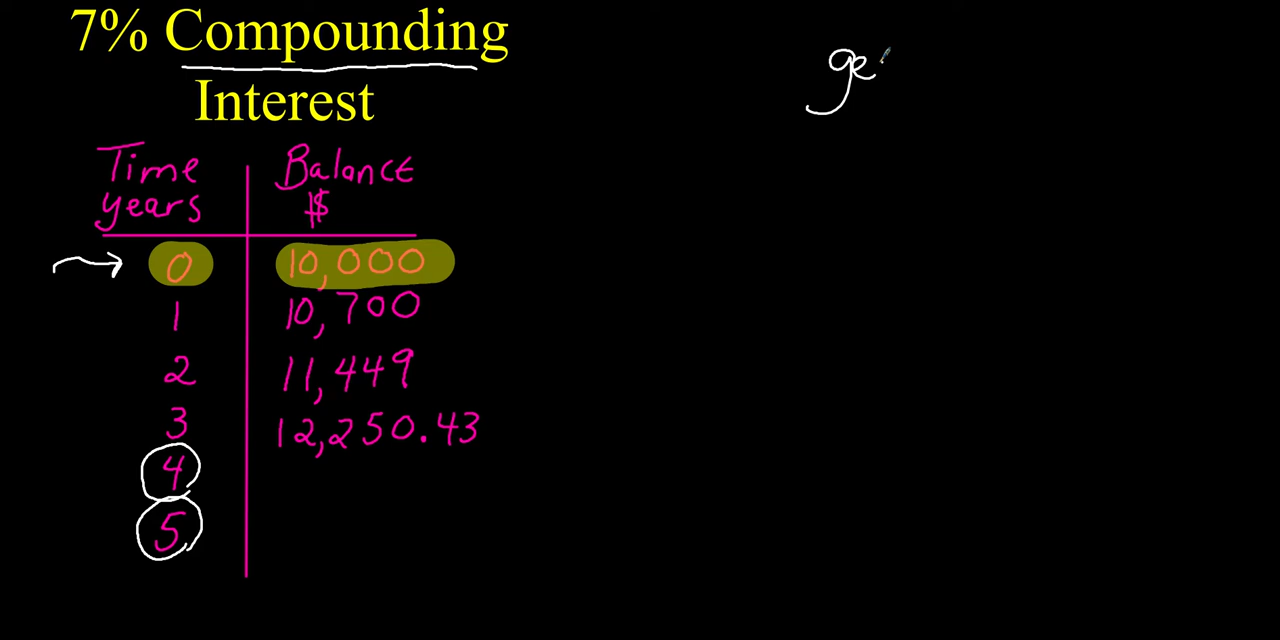 7% Compounding
Interest
ge
Time years | Balance $
0 | 10,000
1 | 10,700
2 | 11,449
3 | 12,250.43
4
5